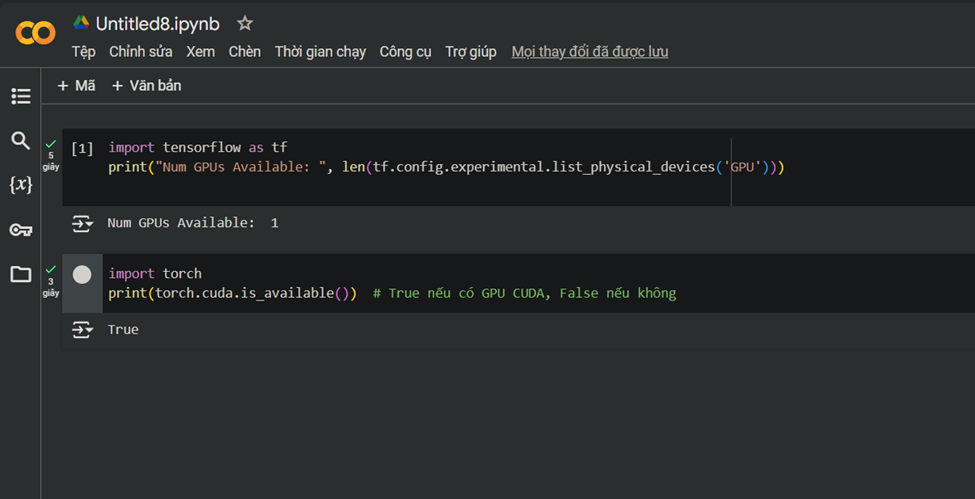 Untitled8.ipynb
Tệp Chỉnh sửa Xem Chèn Thời gian chạy Công cụ Trợ giúp Mọi thay đổi đã được lưu
+ Mã + Văn bản
[1] import tensorflow as tf
5 giây
print("Num GPUs Available: ", len(tf.config.experimental.list_physical_devices('GPU')))
Num GPUs Available:  1
import torch
3 giây
print(torch.cuda.is_available())  # True nếu có GPU CUDA, False nếu không
True